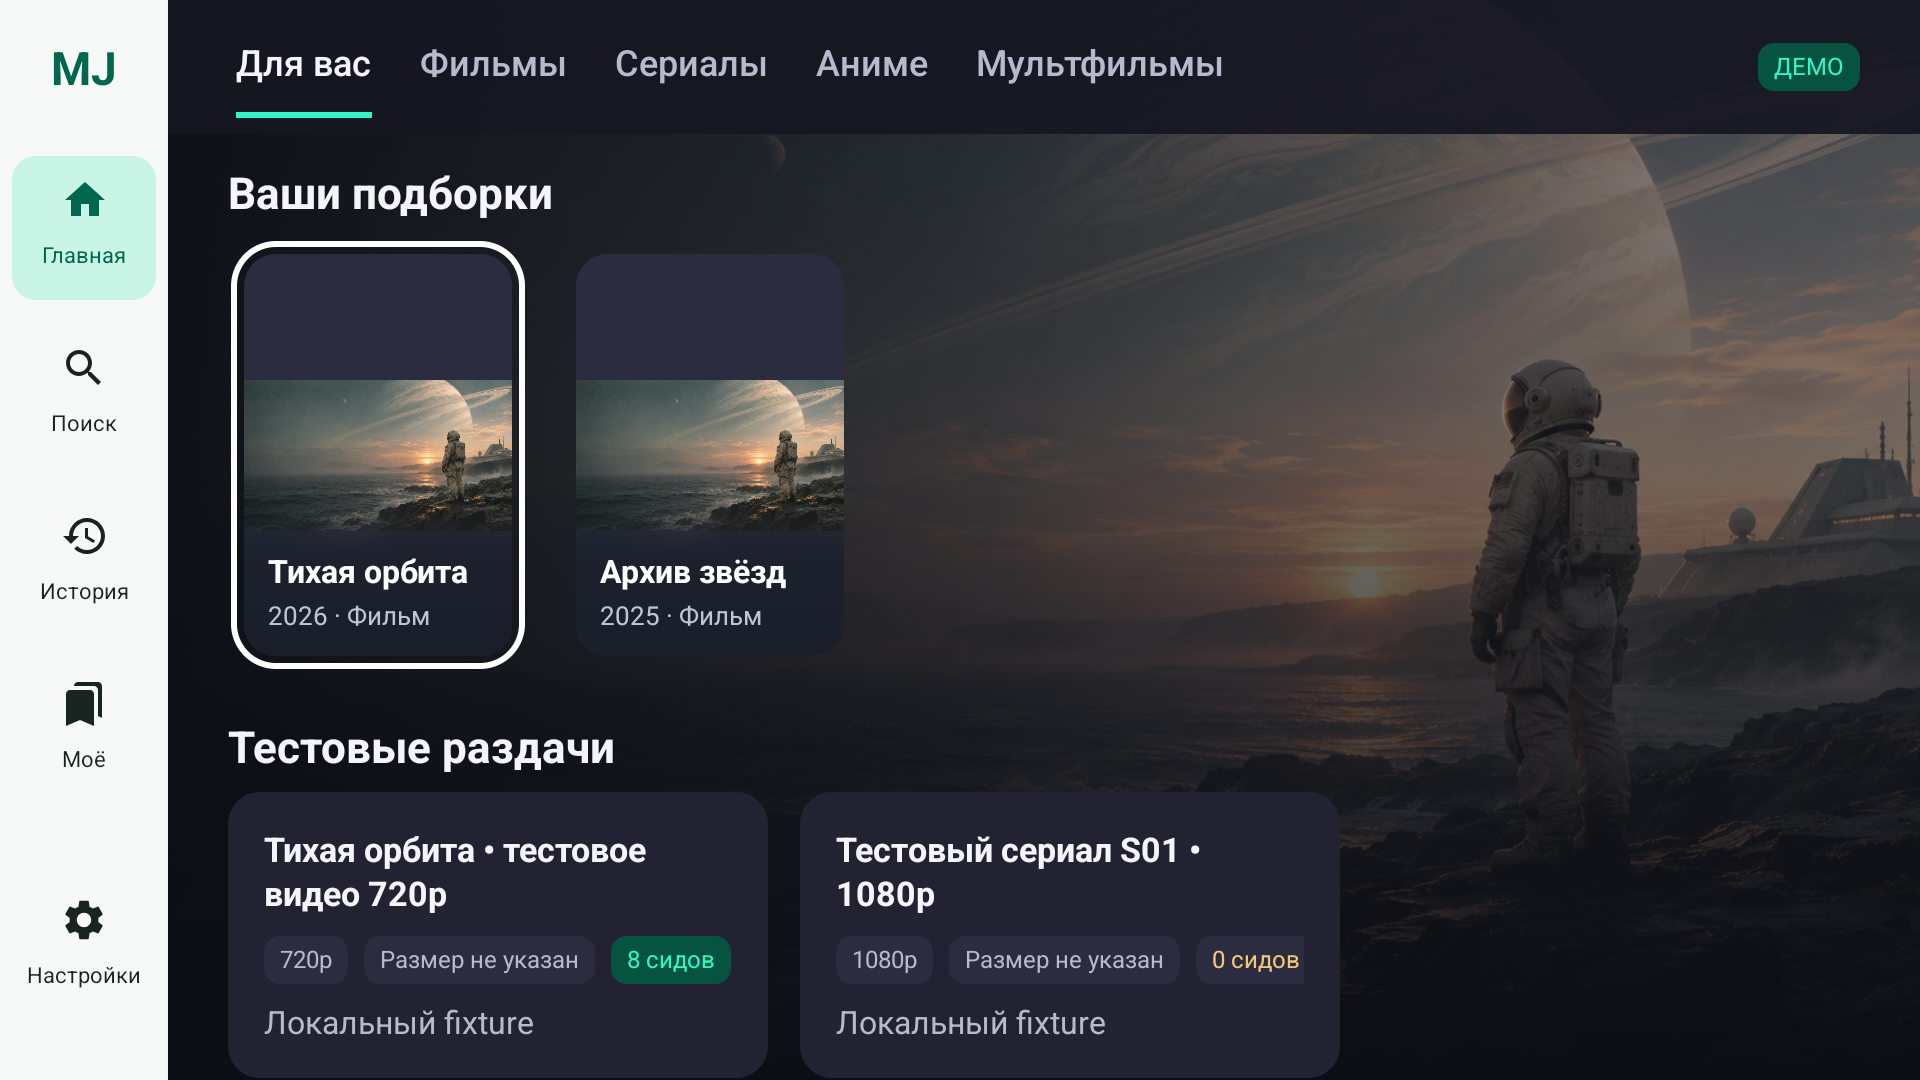 MJ
Главная
Поиск
История
Моё
Настройки
Для вас
Фильмы
Сериалы
Аниме
Мультфильмы
ДЕМО
Ваши подборки
Тихая орбита
2026 · Фильм
Архив звёзд
2025 · Фильм
Тестовые раздачи
Тихая орбита • тестовое
видео 720p
720p
Размер не указан
8 сидов
Локальный fixture
Тестовый сериал S01 •
1080p
1080p
Размер не указан
0 сидов
Локальный fixture